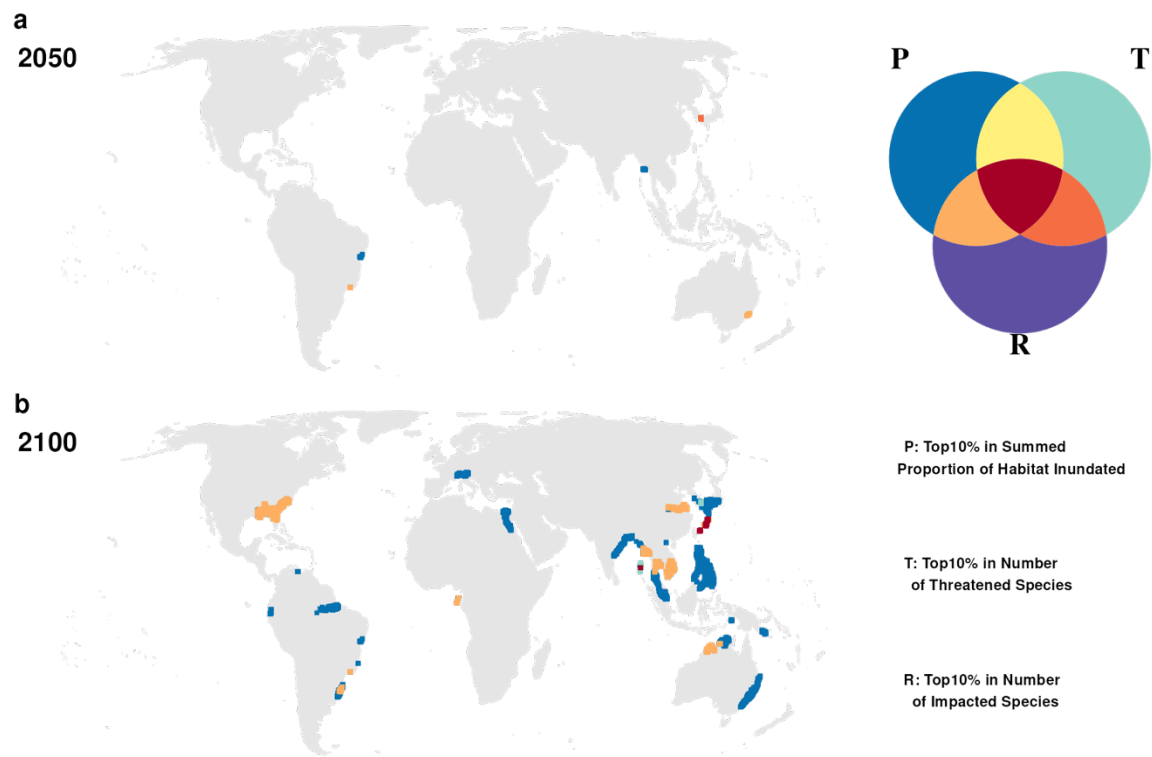 a
2050
P
T
R
b
2100
P: Top10% in Summed
Proportion of Habitat Inundated
T: Top10% in Number
of Threatened Species
R: Top10% in Number
of Impacted Species